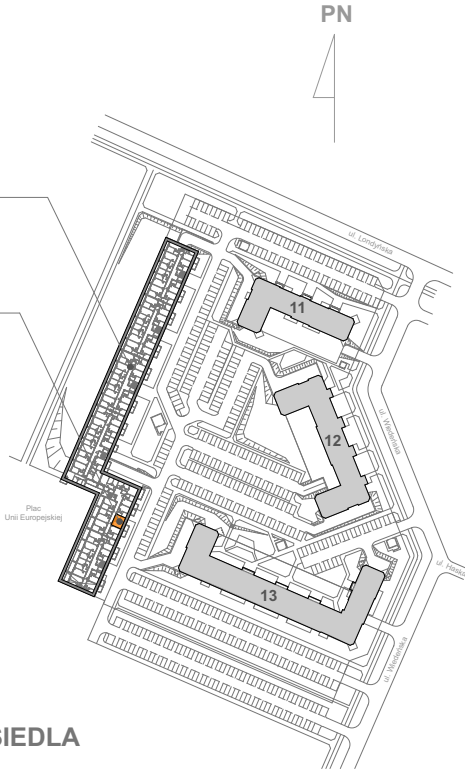 PN
ul. Londyńska
11
ul. Wiedeńska
12
Plac
Unii Europejskiej
ul. Haska
13
ul. Wiedeńska
SIEDLA